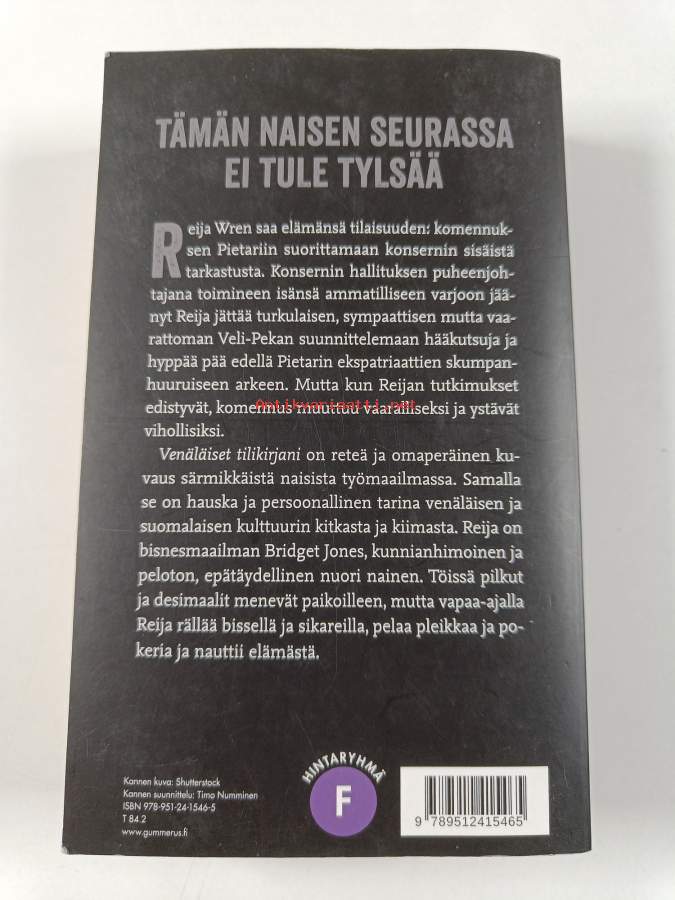 TÄMÄN NAISEN SEURASSA
EI TULE TYLSÄÄ
Reija Wren saa elämänsä tilaisuuden: komennuk-
sen Pietariin suorittamaan konsernin sisäistä
tarkastusta. Konsernin hallituksen puheenjoh-
tajana toimineen isänsä ammatilliseen varjoon jää-
nyt Reija jättää turkulaisen, sympaattisen mutta vaa-
rattoman Veli-Pekan suunnittelemaan hääkutsuja ja
hyppää pää edellä Pietarin ekspatriaattien skumpan-
huuruiseen arkeen. Mutta kun Reijan tutkimukset
edistyvät, komennus muuttuu vaaralliseksi ja ystävät
vihollisiksi.
Antikvariaatti.net
Venäläiset tilikirjani on reteä ja omaperäinen ku-
vaus särmikkäistä naisista työmaailmassa. Samalla
se on hauska ja persoonallinen tarina venäläisen ja
suomalaisen kulttuurin kitkasta ja kiimasta. Reija on
bisnesmaailman Bridget Jones, kunnianhimoinen ja
peloton, epätäydellinen nuori nainen. Töissä pilkut
ja desimaalit menevät paikoilleen, mutta vapaa-ajalla
Reija rällää bissellä ja sikareilla, pelaa pleikkaa ja po-
keria ja nauttii elämästä.
Kannen kuva: Shutterstock
Kannen suunnittelu: Timo Numminen
ISBN 978-951-24-1546-5
T 84.2
www.gummerus.fi
HINTARYHMÄ
F
9 789512 415465